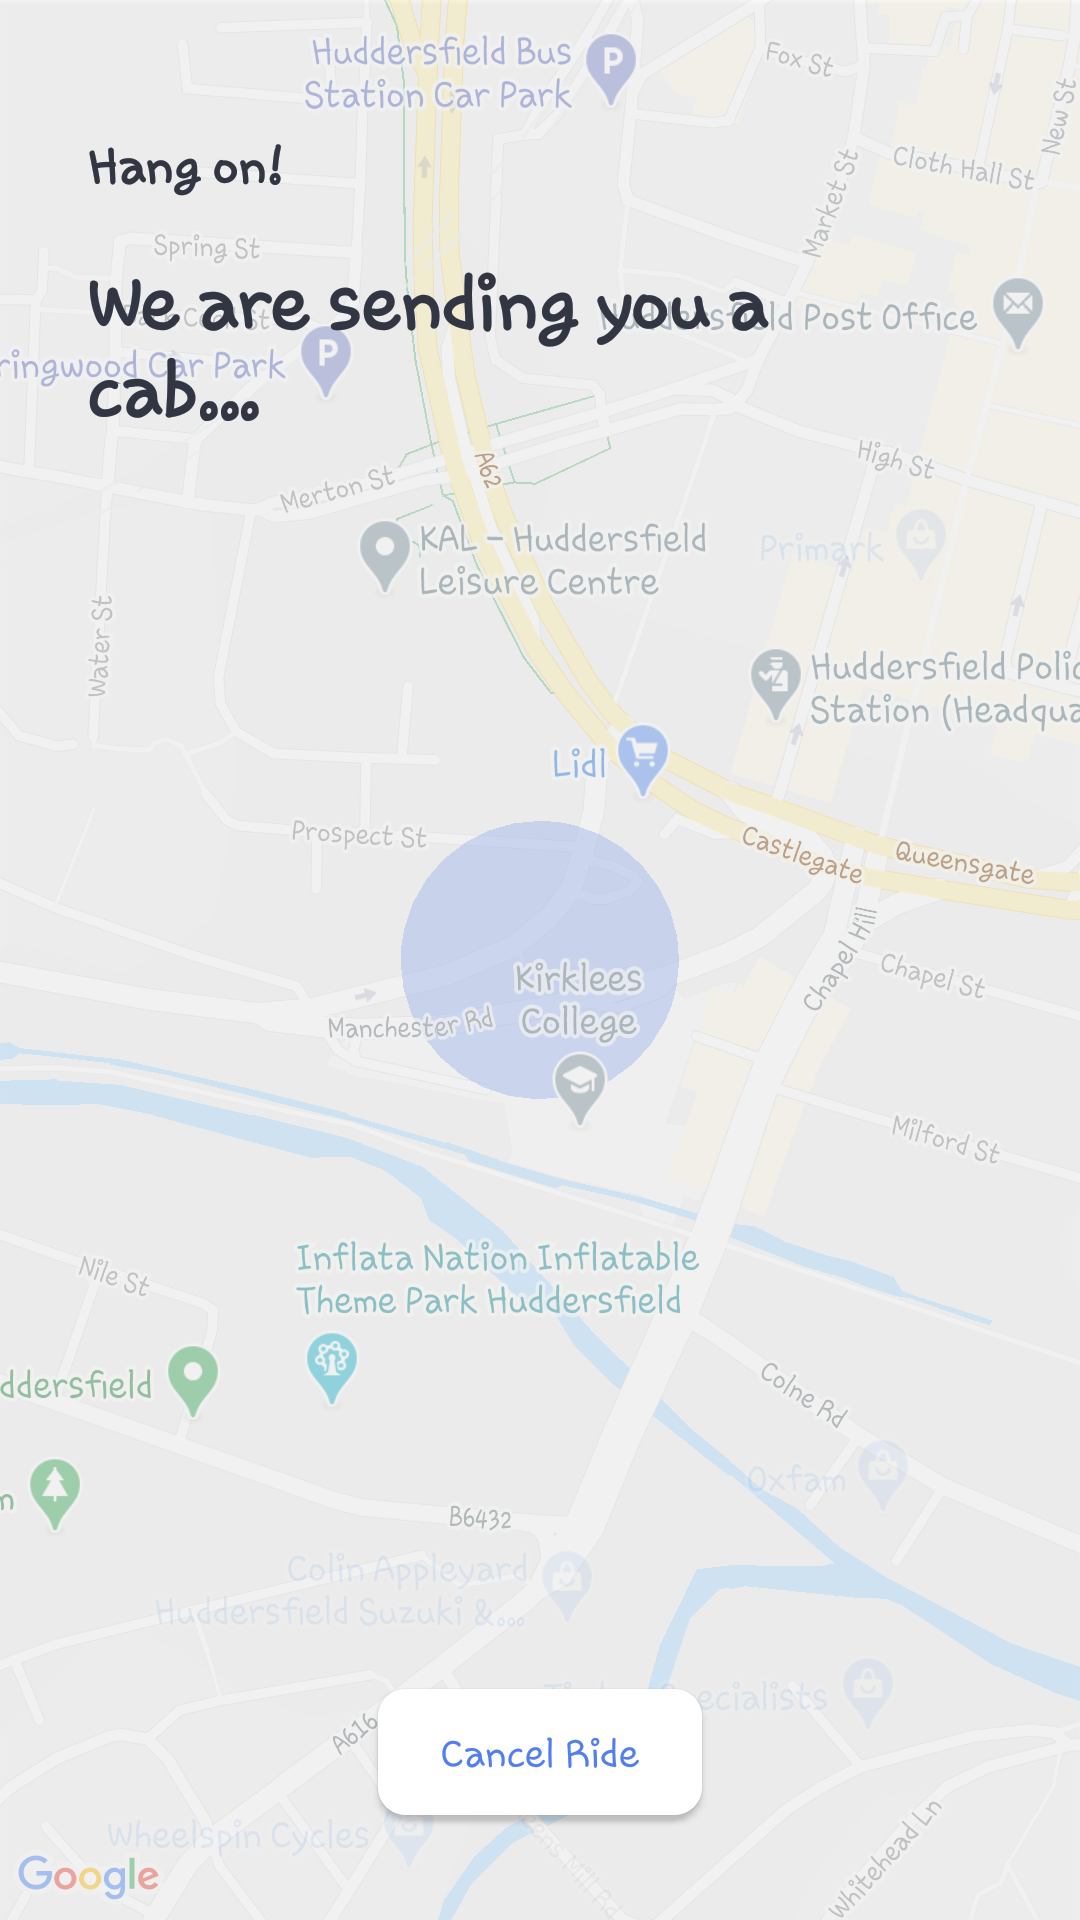 Huddersfield Bus
Station Car Park
Fox St
New St
Cloth Hall St
Market St
Hang on!
Spring St
We are sending you a
cab...
Post Office
Car Park
High St
A62
Merton St
KAL - Huddersfield
Leisure Centre
Primark
Water St
Huddersfield Polic
Station (Headqua
Lidl
Prospect St
Castlegate
Queensgate
Chapel Hill
Chapel St
Kirklees
College
Manchester Rd
Milford St
Nile St
Inflata Nation Inflatable
Theme Park Huddersfield
ddersfield
Colne Rd
Oxfam
n
B6432
Colin Appleyard
Huddersfield Suzuki &...
ecialists
A616
Cancel Ride
Wheelspin Cycles
Mill Rd
Whitehead Ln
Google